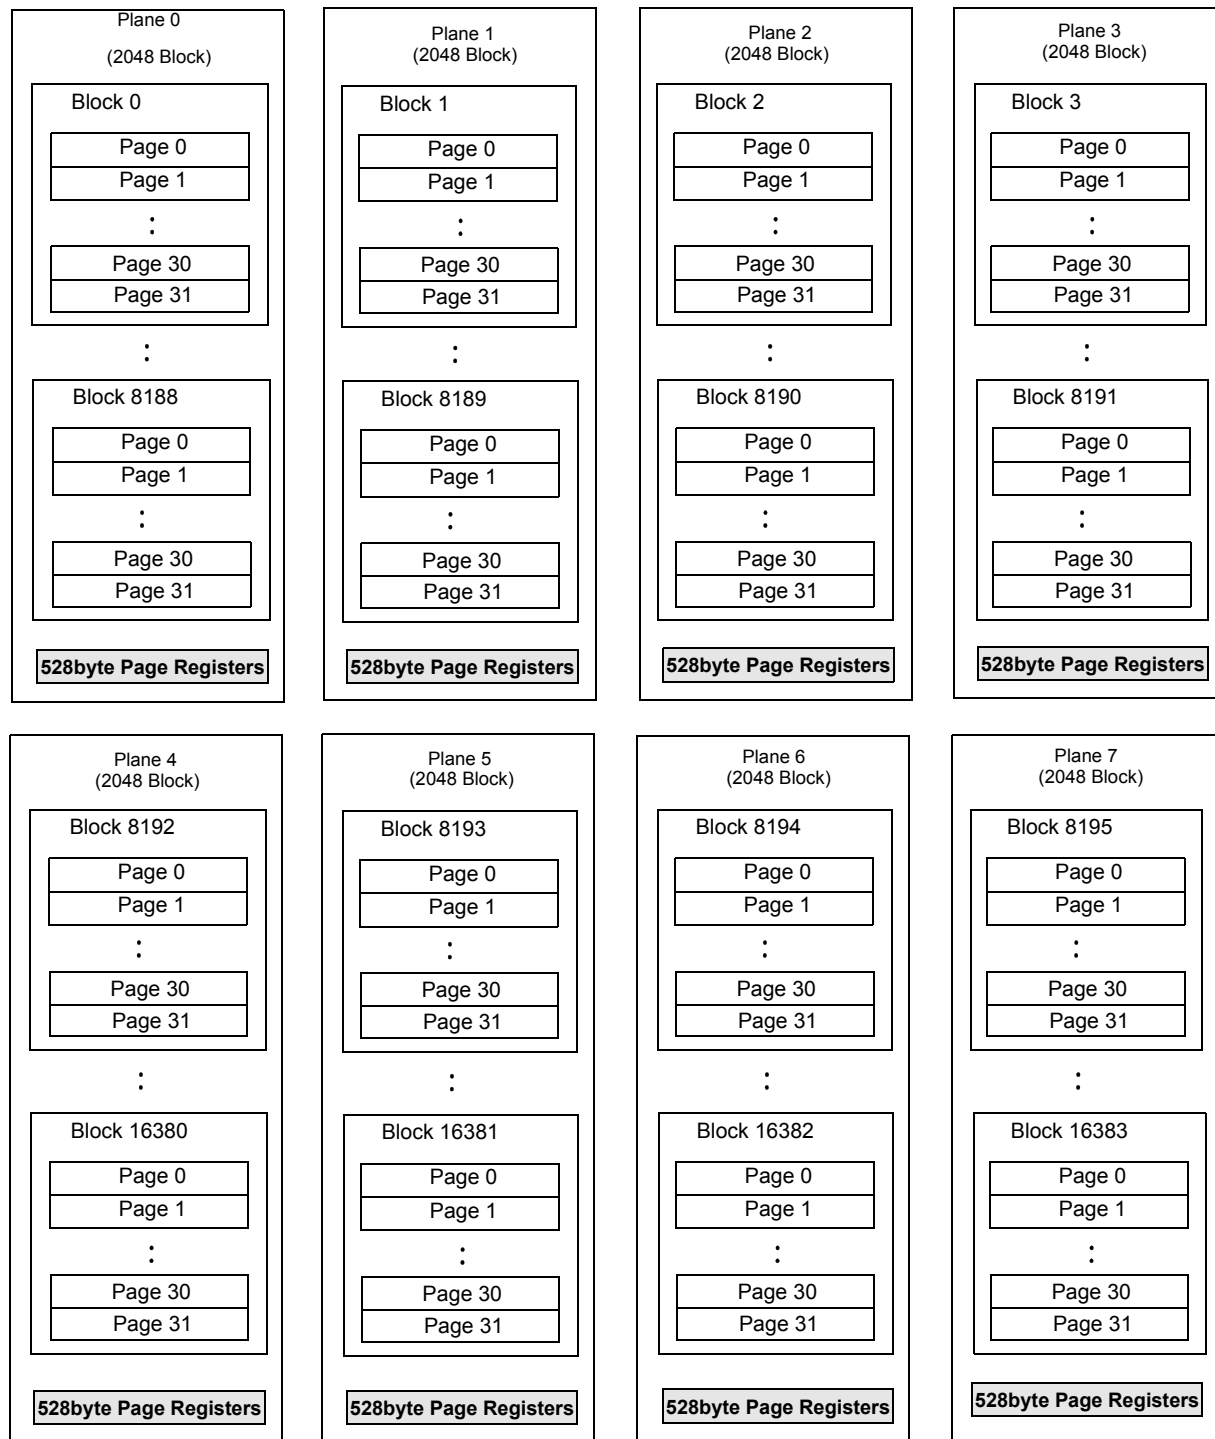 Plane 0
(2048 Block)
Block 0
Page 0
Page 1
:
Page 30
Page 31
:
Block 8188
Page 0
Page 1
:
Page 30
Page 31
528byte Page Registers
Plane 1
(2048 Block)
Block 1
Page 0
Page 1
:
Page 30
Page 31
:
Block 8189
Page 0
Page 1
:
Page 30
Page 31
528byte Page Registers
Plane 2
(2048 Block)
Block 2
Page 0
Page 1
:
Page 30
Page 31
:
Block 8190
Page 0
Page 1
:
Page 30
Page 31
528byte Page Registers
Plane 3
(2048 Block)
Block 3
Page 0
Page 1
:
Page 30
Page 31
:
Block 8191
Page 0
Page 1
:
Page 30
Page 31
528byte Page Registers
Plane 4
(2048 Block)
Block 8192
Page 0
Page 1
:
Page 30
Page 31
:
Block 16380
Page 0
Page 1
:
Page 30
Page 31
528byte Page Registers
Plane 5
(2048 Block)
Block 8193
Page 0
Page 1
:
Page 30
Page 31
:
Block 16381
Page 0
Page 1
:
Page 30
Page 31
528byte Page Registers
Plane 6
(2048 Block)
Block 8194
Page 0
Page 1
:
Page 30
Page 31
:
Block 16382
Page 0
Page 1
:
Page 30
Page 31
528byte Page Registers
Plane 7
(2048 Block)
Block 8195
Page 0
Page 1
:
Page 30
Page 31
:
Block 16383
Page 0
Page 1
:
Page 30
Page 31
528byte Page Registers